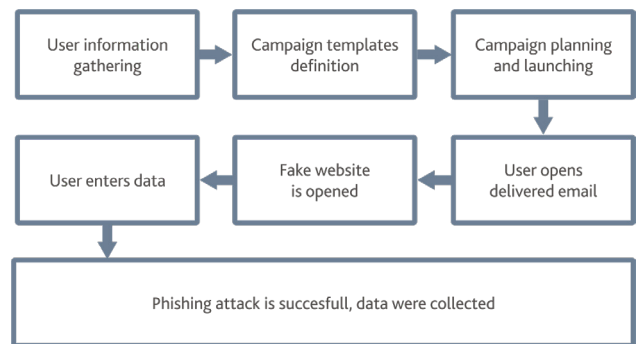 User information
gathering
Campaign templates
definition
Campaign planning
and launching
User opens
delivered email
Fake website
is opened
User enters data
Phishing attack is succesfull, data were collected